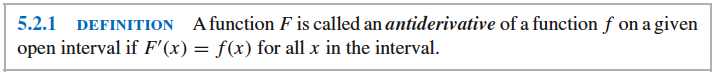 5.2.1 DEFINITION A function F is called an antiderivative of a function f on a given
open interval if F′(x) = f(x) for all x in the interval.